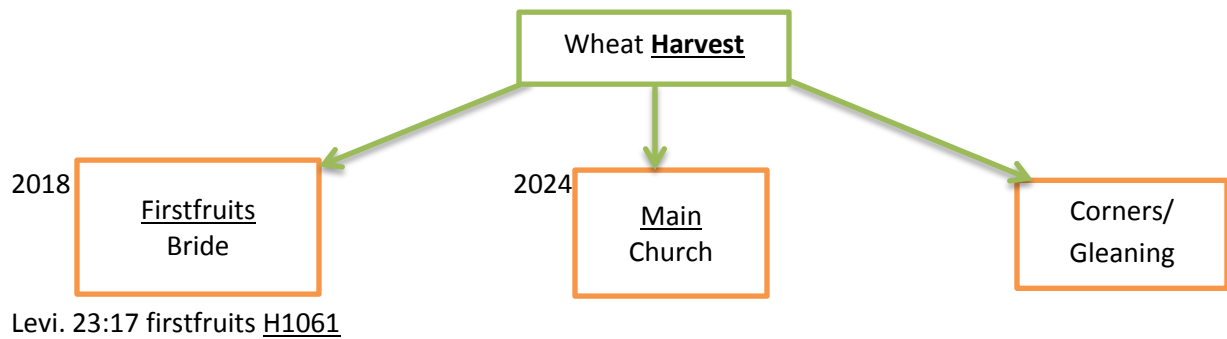 Wheat Harvest
2018
Firstfruits
Bride
2024
Main
Church
Corners/
Gleaning
Levi. 23:17 firstfruits H1061